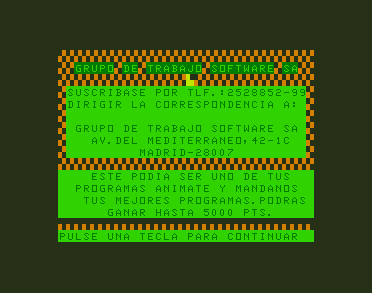 GRUPO DE TRABAJO SOFTWARE SA
SUSCRIBASE POR TLF.:2528852-99
DIRIGIR LA CORRESPONDENCIA A:
GRUPO DE TRABAJO SOFTWARE SA
AV.DEL MEDITERRANEO,42-1C
MADRID-28007
ESTE PODIA SER UNO DE TUS
PROGRAMAS ANIMATE Y MANDANOS
TUS MEJORES PROGRAMAS.PODRAS
GANAR HASTA 5000 PTS.
PULSE UNA TECLA PARA CONTINUAR